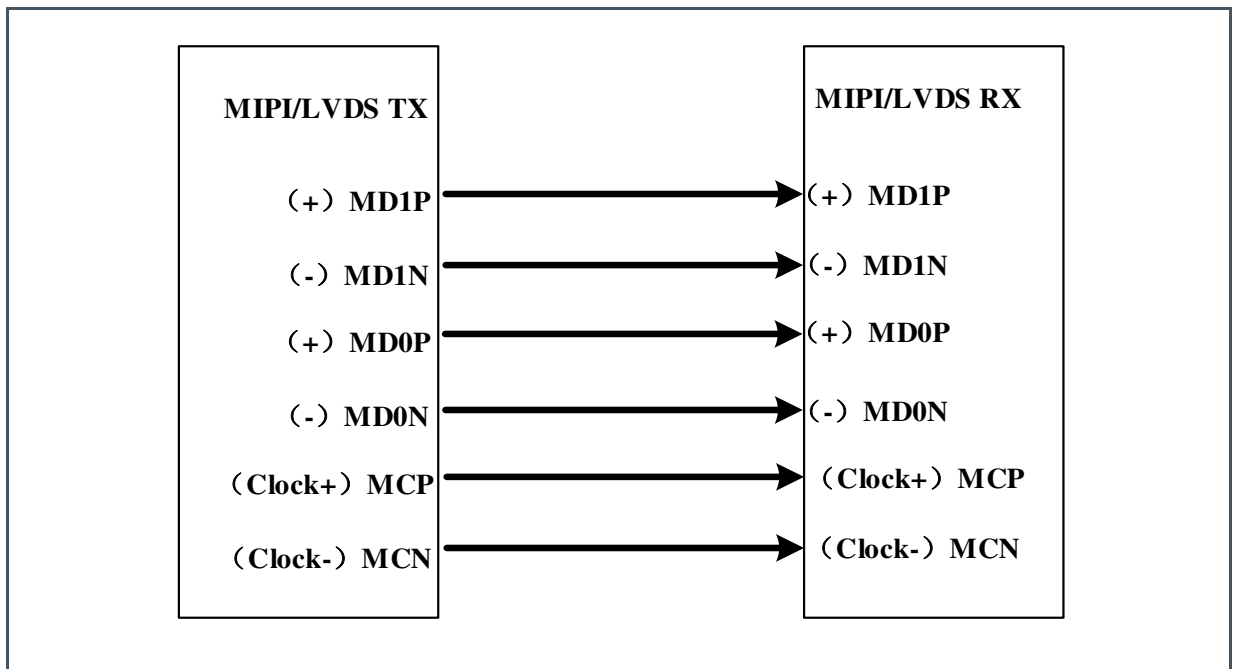 MIPI/LVDS TX
(+) MD1P
(-) MD1N
(+) MD0P
(-) MD0N
(Clock+) MCP
(Clock-) MCN
MIPI/LVDS RX
(+) MD1P
(-) MD1N
(+) MD0P
(-) MD0N
(Clock+) MCP
(Clock-) MCN